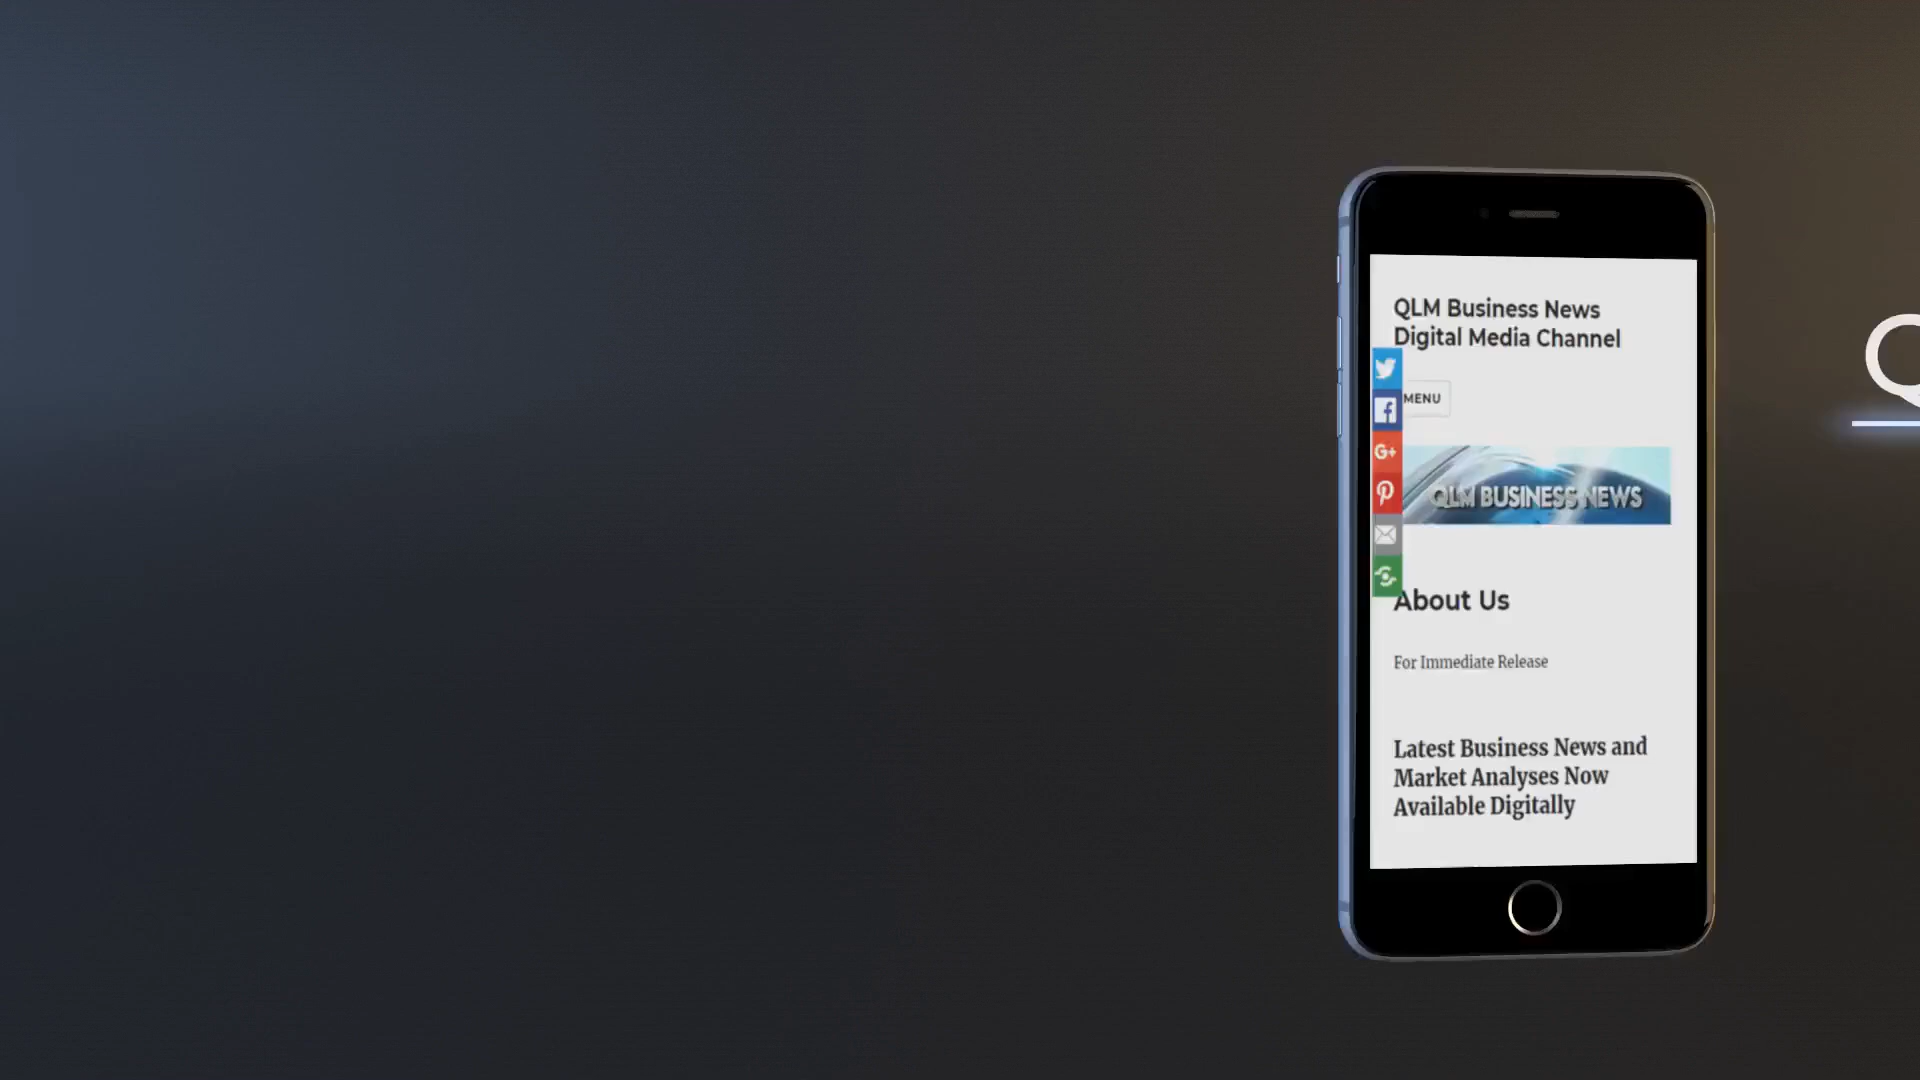 QLM Business News
Digital Media Channel
MENU
QLM BUSINESS NEWS
About Us
For Immediate Release
Latest Business News and
Market Analyses Now
Available Digitally
Q